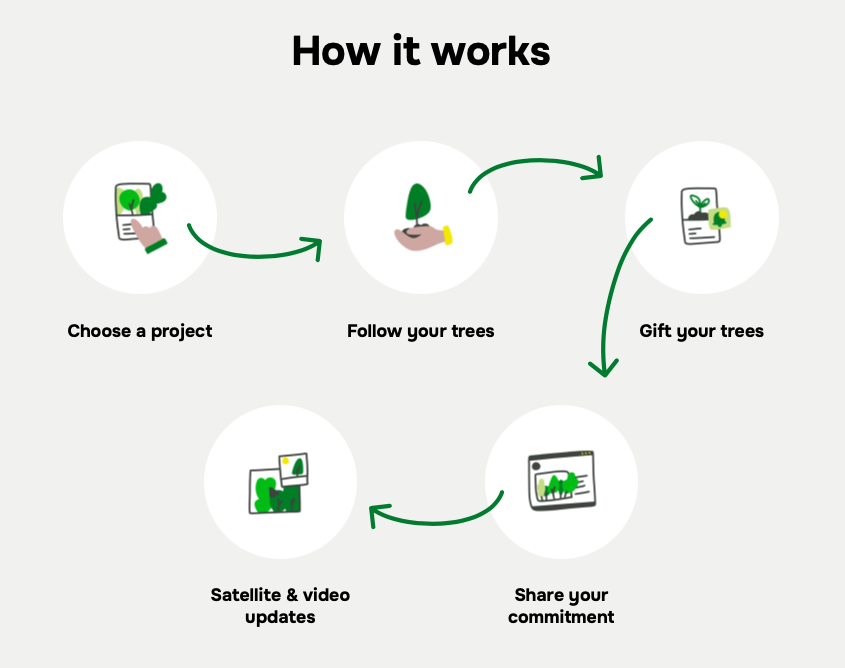 How it works
Choose a project
Follow your trees
Gift your trees
Satellite & video
updates
Share your
commitment